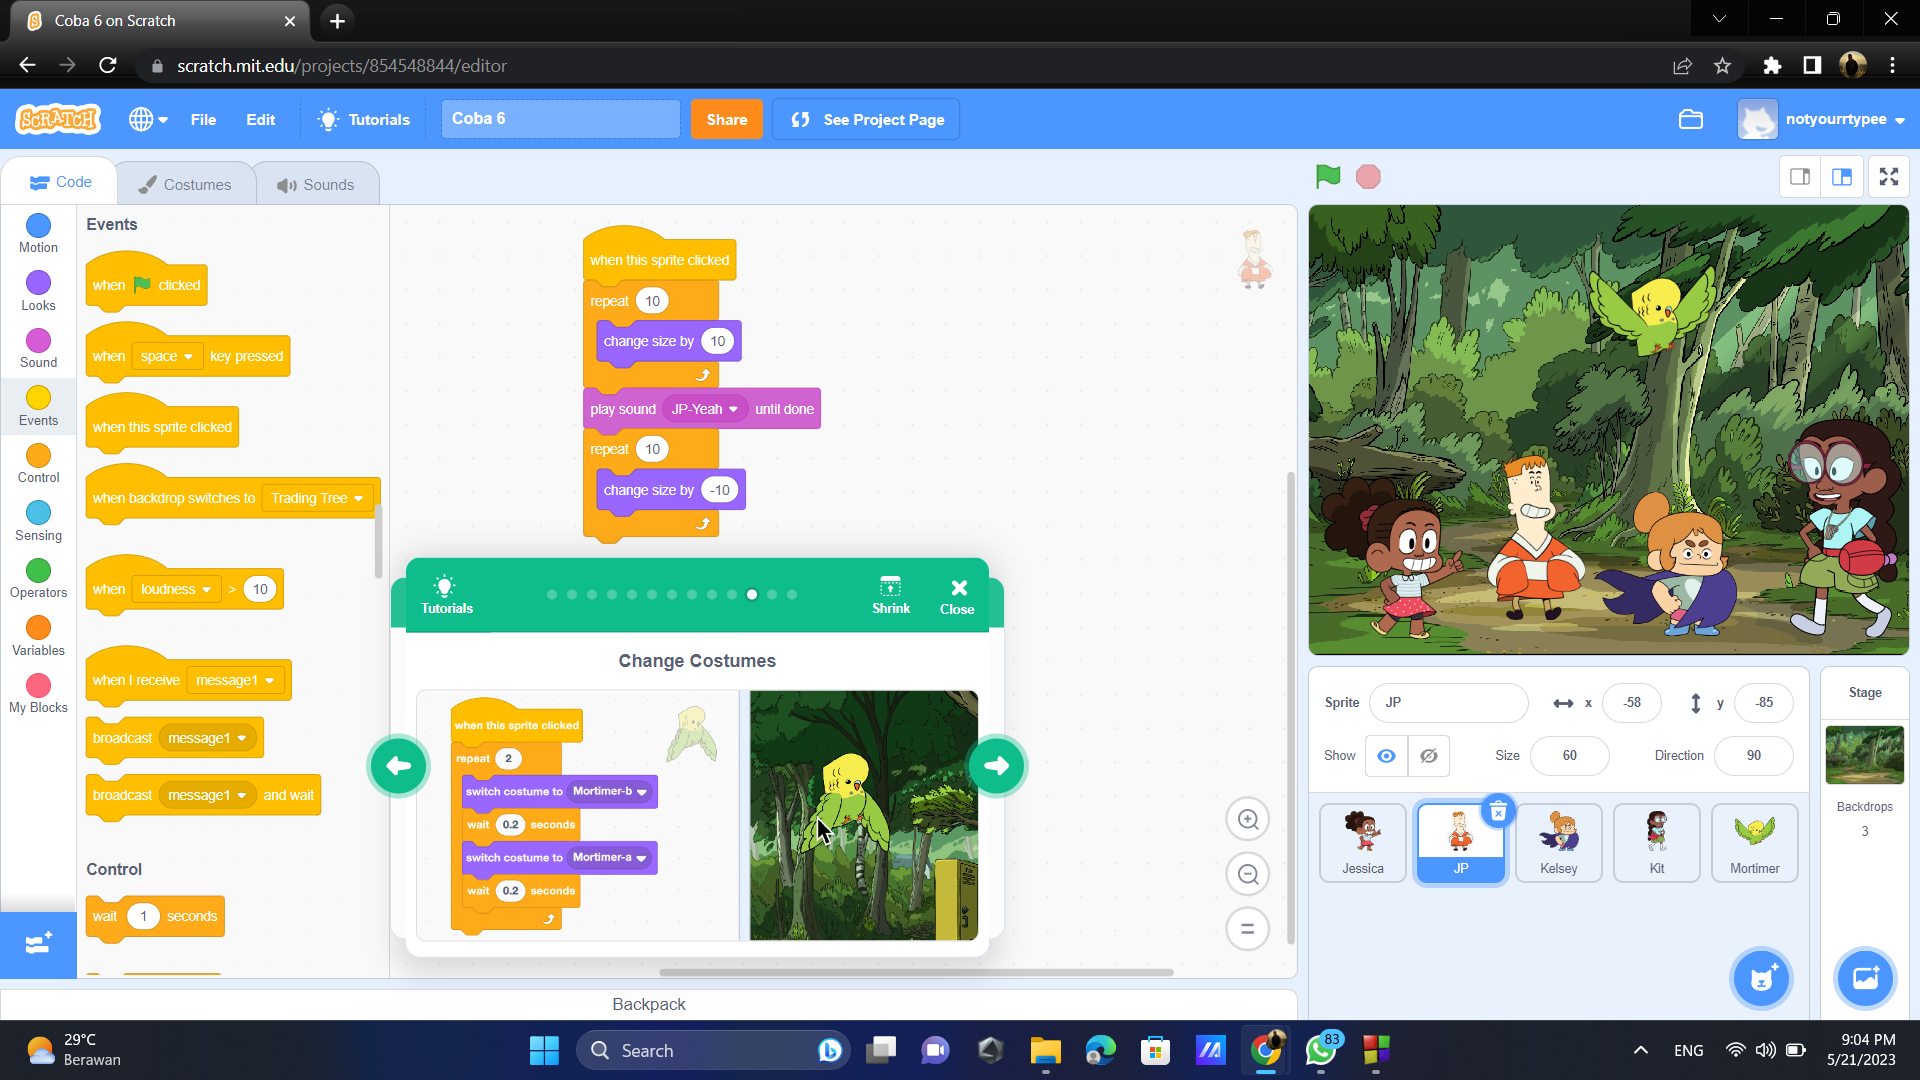 Coba 6 on Scratch
scratch.mit.edu/projects/854548844/editor
SCRATCH
File
Edit
Tutorials
Coba 6
Share
See Project Page
notyourrtypee
Code
Costumes
Sounds
Motion
Looks
Sound
Events
Control
Sensing
Operators
Variables
My Blocks
Events
when clicked
when space key pressed
when this sprite clicked
when backdrop switches to Trading Tree
when loudness > 10
when I receive message1
broadcast message1
broadcast message1 and wait
Control
wait 1 seconds
when this sprite clicked
repeat 10
change size by 10
play sound JP-Yeah until done
repeat 10
change size by -10
Tutorials
Shrink
Close
Change Costumes
when this sprite clicked
repeat 2
switch costume to Mortimer-b
wait 0.2 seconds
switch costume to Mortimer-a
wait 0.2 seconds
Backpack
Sprite JP x -58 y -85
Show Size 60 Direction 90
Jessica
JP
Kelsey
Kit
Mortimer
Stage
Backdrops
3
29°C
Berawan
Search
83
ENG
9:04 PM
5/21/2023